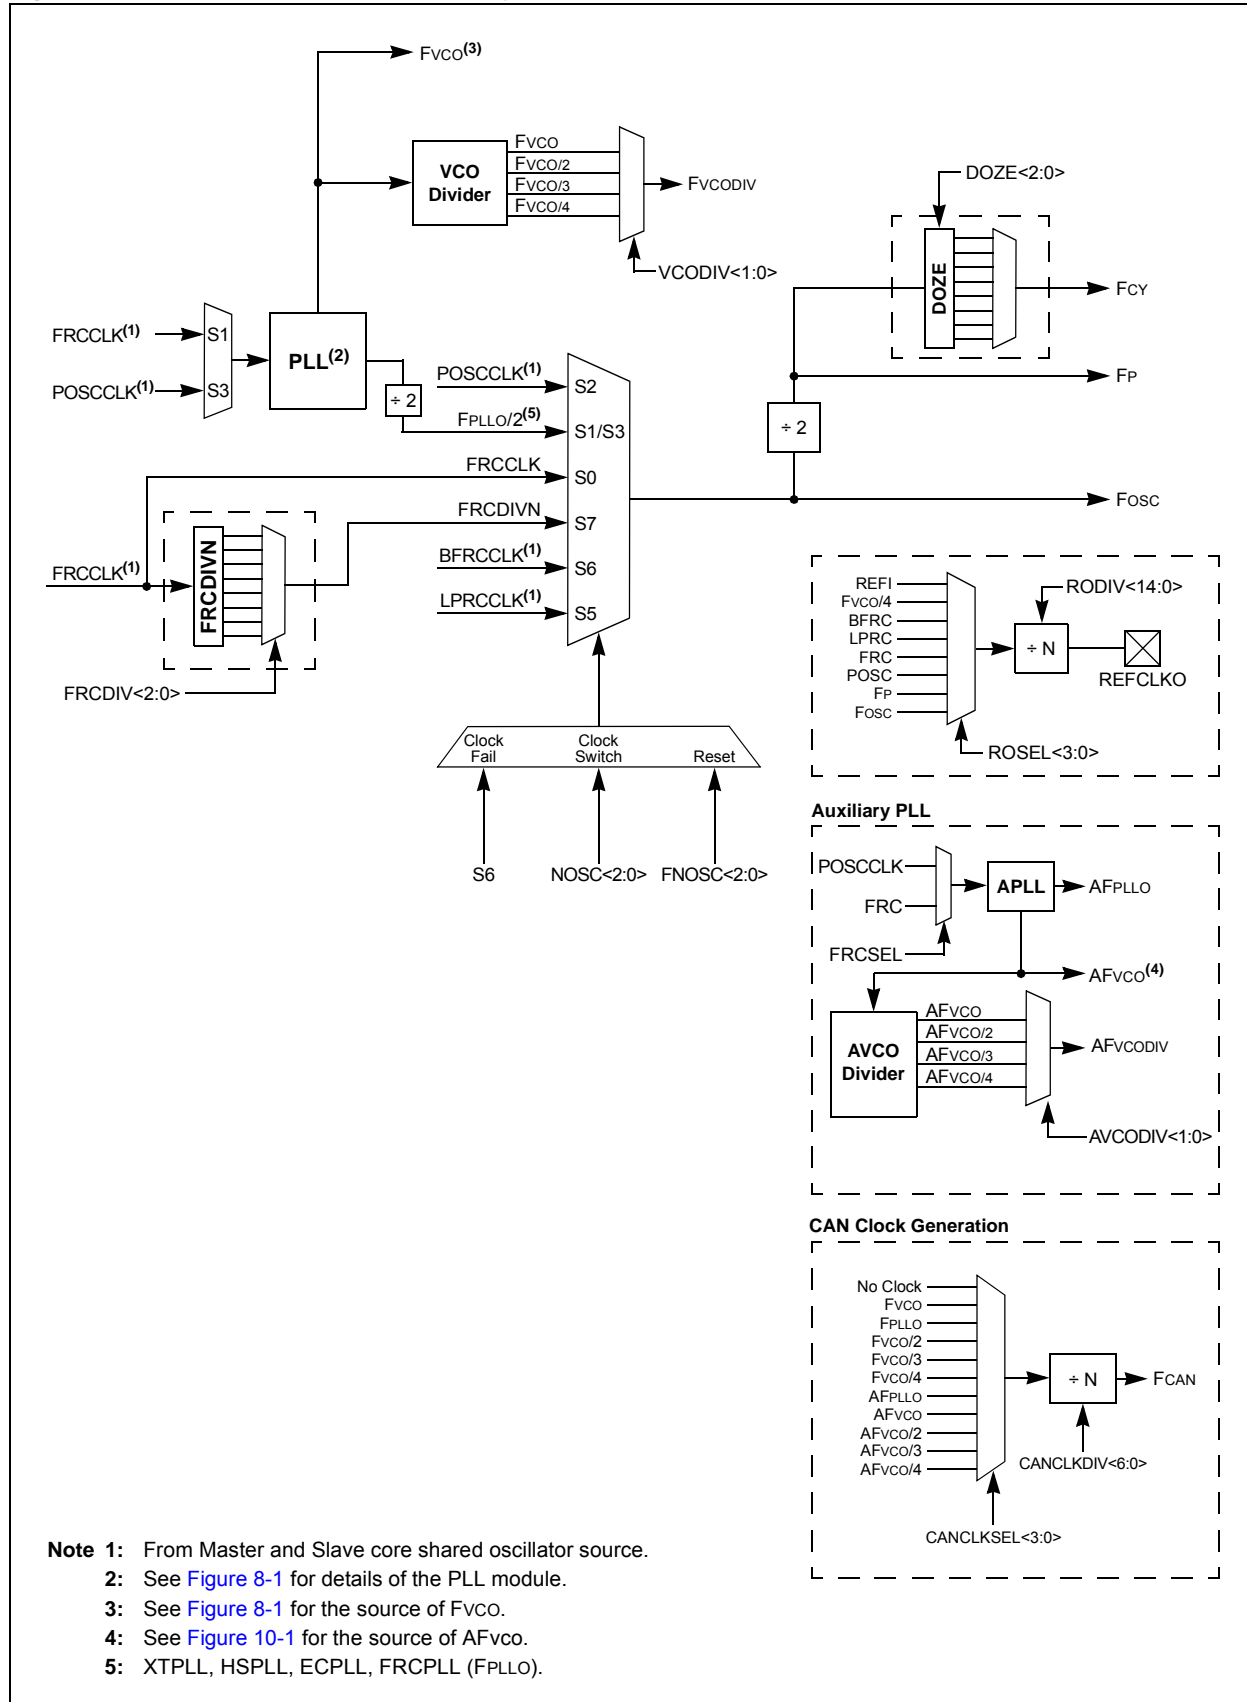 FVCO(3)
FVCO
FVCO/2
FVCO/3
FVCO/4
VCO
Divider
FVCODIV
VCODIV<1:0>
DOZE<2:0>
DOZE
FCY
FRCCLK(1)
S1
POSCCLK(1)
S3
PLL(2)
÷ 2
POSCCLK(1)
S2
FPLLO/2(5)
S1/S3
FRCCLK
S0
FRCDIVN
S7
BFRCCLK(1)
S6
LPRCCLK(1)
S5
FP
÷ 2
FOSC
FRCCLK(1)
FRCDIVN
FRCDIV<2:0>
Clock
Fail
Clock
Switch
Reset
S6
NOSC<2:0>
FNOSC<2:0>
REFI
FVCO/4
BFRC
LPRC
FRC
POSC
FP
FOSC
RODIV<14:0>
÷ N
REFCLKO
ROSEL<3:0>
Auxiliary PLL
POSCCLK
FRC
FRCSEL
APLL
AFPLLO
AFVCO(4)
AFVCO
AFVCO/2
AFVCO/3
AFVCO/4
AVCO
Divider
AFVCODIV
AVCODIV<1:0>
CAN Clock Generation
No Clock
FVCO
FPLLO
FVCO/2
FVCO/3
FVCO/4
AFPLLO
AFVCO
AFVCO/2
AFVCO/3
AFVCO/4
÷ N
FCAN
CANCLKDIV<6:0>
CANCLKSEL<3:0>
Note 1: From Master and Slave core shared oscillator source.
2: See Figure 8-1 for details of the PLL module.
3: See Figure 8-1 for the source of FVCO.
4: See Figure 10-1 for the source of AFvco.
5: XTPLL, HSPLL, ECPLL, FRCPLL (FPLLO).